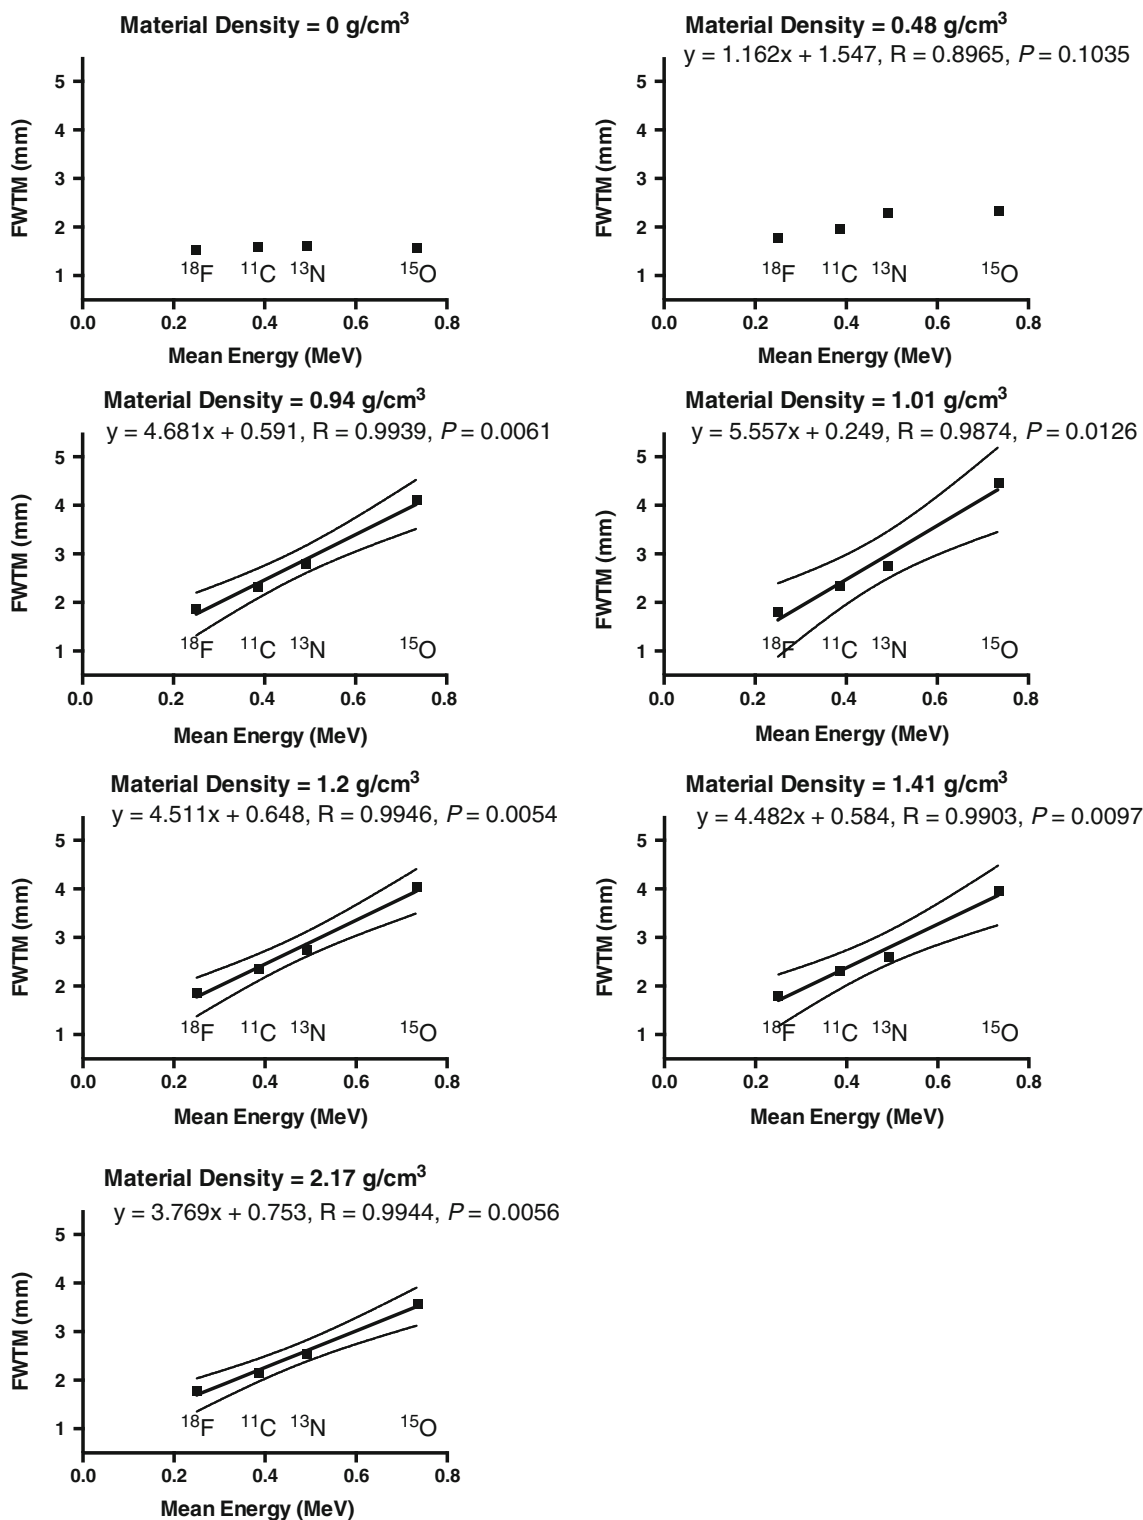 Material Density = 0 g/cm³
5
4
3
2
1
FWTM (mm)
¹⁸F ¹¹C ¹³N ¹⁵O
0.0 0.2 0.4 0.6 0.8
Mean Energy (MeV)
Material Density = 0.48 g/cm³
y = 1.162x + 1.547, R = 0.8965, P = 0.1035
5
4
3
2
1
FWTM (mm)
¹⁸F ¹¹C ¹³N ¹⁵O
0.0 0.2 0.4 0.6 0.8
Mean Energy (MeV)
Material Density = 0.94 g/cm³
y = 4.681x + 0.591, R = 0.9939, P = 0.0061
5
4
3
2
1
FWTM (mm)
¹⁸F ¹¹C ¹³N ¹⁵O
0.0 0.2 0.4 0.6 0.8
Mean Energy (MeV)
Material Density = 1.01 g/cm³
y = 5.557x + 0.249, R = 0.9874, P = 0.0126
5
4
3
2
1
FWTM (mm)
¹⁸F ¹¹C ¹³N ¹⁵O
0.0 0.2 0.4 0.6 0.8
Mean Energy (MeV)
Material Density = 1.2 g/cm³
y = 4.511x + 0.648, R = 0.9946, P = 0.0054
5
4
3
2
1
FWTM (mm)
¹⁸F ¹¹C ¹³N ¹⁵O
0.0 0.2 0.4 0.6 0.8
Mean Energy (MeV)
Material Density = 1.41 g/cm³
y = 4.482x + 0.584, R = 0.9903, P = 0.0097
5
4
3
2
1
FWTM (mm)
¹⁸F ¹¹C ¹³N ¹⁵O
0.0 0.2 0.4 0.6 0.8
Mean Energy (MeV)
Material Density = 2.17 g/cm³
y = 3.769x + 0.753, R = 0.9944, P = 0.0056
5
4
3
2
1
FWTM (mm)
¹⁸F ¹¹C ¹³N ¹⁵O
0.0 0.2 0.4 0.6 0.8
Mean Energy (MeV)